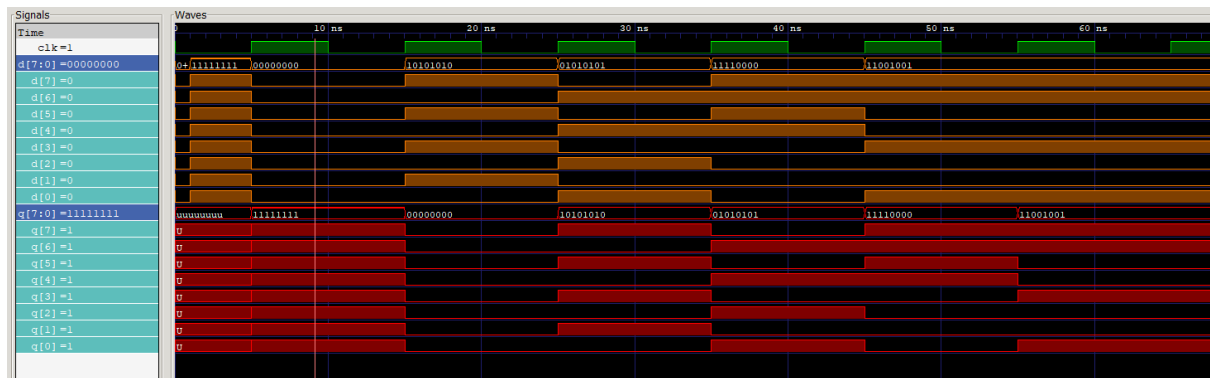 Signals
Waves
Time
10 ns 20 ns 30 ns 40 ns 50 ns 60 ns
clk=1
d[7:0]=00000000 0+ 11111111 00000000 10101010 01010101 11110000 11001001
d[7]=0
d[6]=0
d[5]=0
d[4]=0
d[3]=0
d[2]=0
d[1]=0
d[0]=0
q[7:0]=11111111 uuuuuuuu 11111111 00000000 10101010 01010101 11110000 11001001
q[7]=1 U
q[6]=1 U
q[5]=1 U
q[4]=1 U
q[3]=1 U
q[2]=1 U
q[1]=1 U
q[0]=1 U